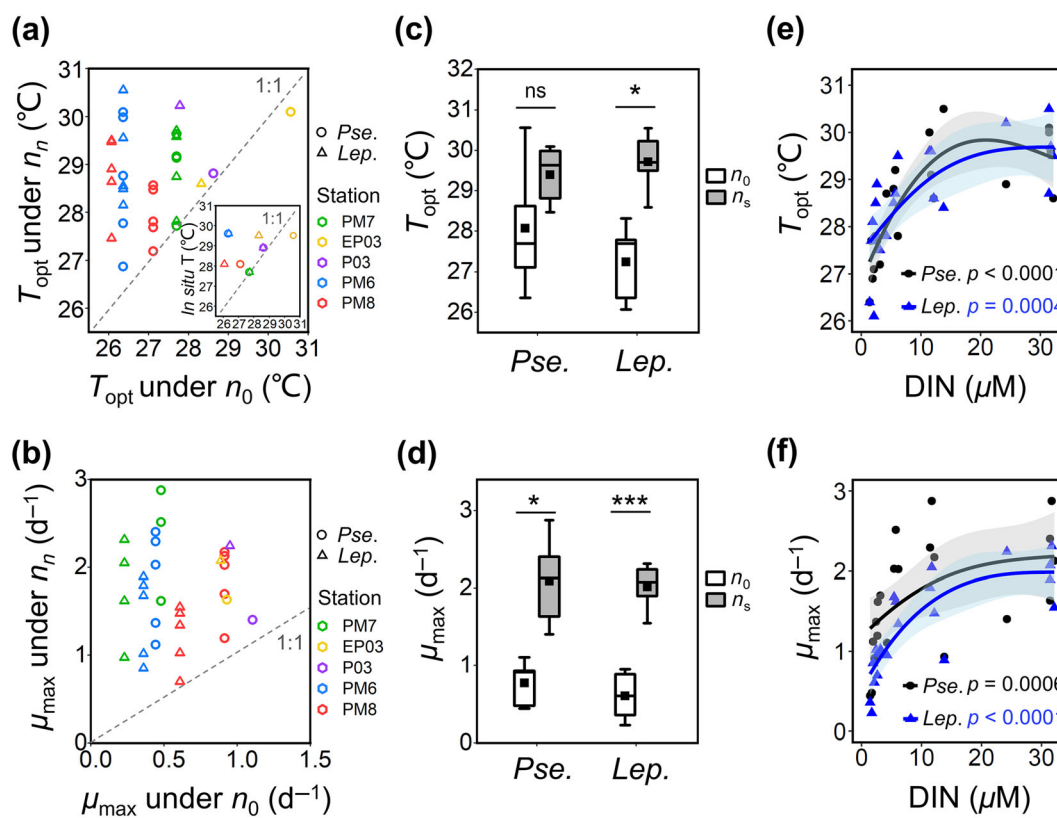 (a)
T_opt under n_n (°C)
31
30
29
28
27
26
26 27 28 29 30 31
T_opt under n_0 (°C)
1:1
Pse.
Lep.
Station
PM7
EP03
P03
PM6
PM8
In situ T (°C)
31
30
29
28
27
26
26 27 28 29 30 31
1:1
(c)
T_opt (°C)
32
31
30
29
28
27
26
ns
*
Pse. Lep.
n_0
n_s
(e)
T_opt (°C)
31
30
29
28
27
26
Pse. p < 0.0001
Lep. p = 0.0004
0 10 20 30
DIN (µM)
(b)
µ_max under n_n (d⁻¹)
3
2
1
0
0.0 0.5 1.0 1.5
µ_max under n_0 (d⁻¹)
1:1
Pse.
Lep.
Station
PM7
EP03
P03
PM6
PM8
(d)
µ_max (d⁻¹)
3
2
1
0
*
***
Pse. Lep.
n_0
n_s
(f)
µ_max (d⁻¹)
3
2
1
0
Pse. p = 0.0006
Lep. p < 0.0001
0 10 20 30
DIN (µM)